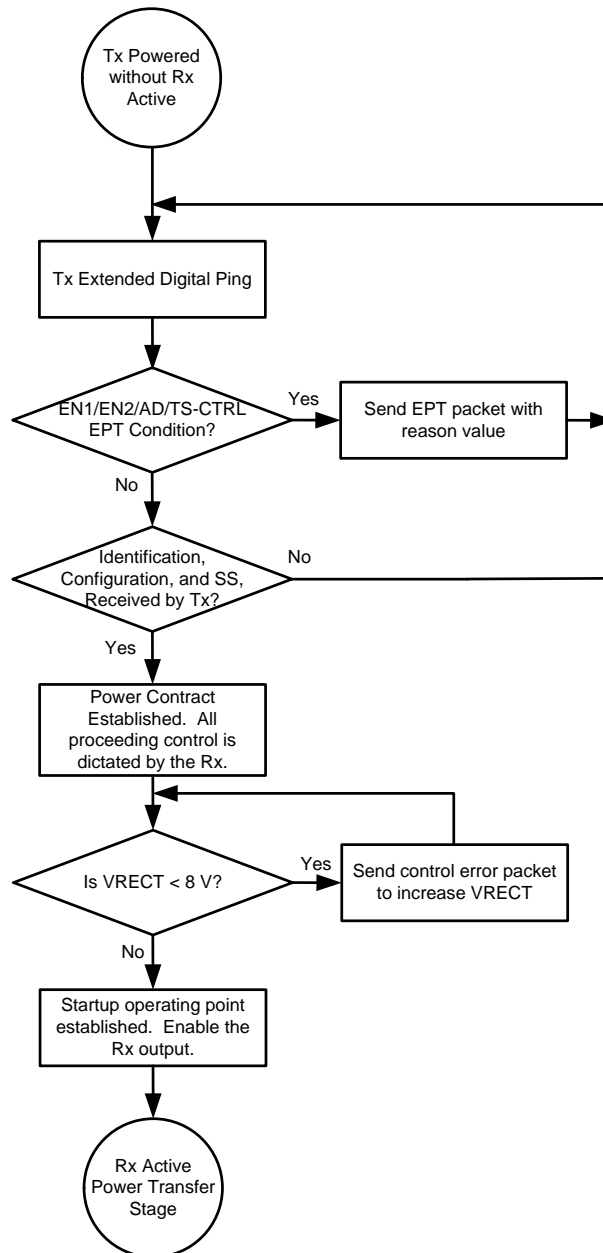 Tx Powered
without Rx
Active
Tx Extended Digital Ping
EN1/EN2/AD/TS-CTRL
EPT Condition?
Yes
Send EPT packet with
reason value
No
Identification,
Configuration, and SS,
Received by Tx?
No
Yes
Power Contract
Established.  All
proceeding control is
dictated by the Rx.
Is VRECT < 8 V?
Yes
Send control error packet
to increase VRECT
No
Startup operating point
established.  Enable the
Rx output.
Rx Active
Power Transfer
Stage